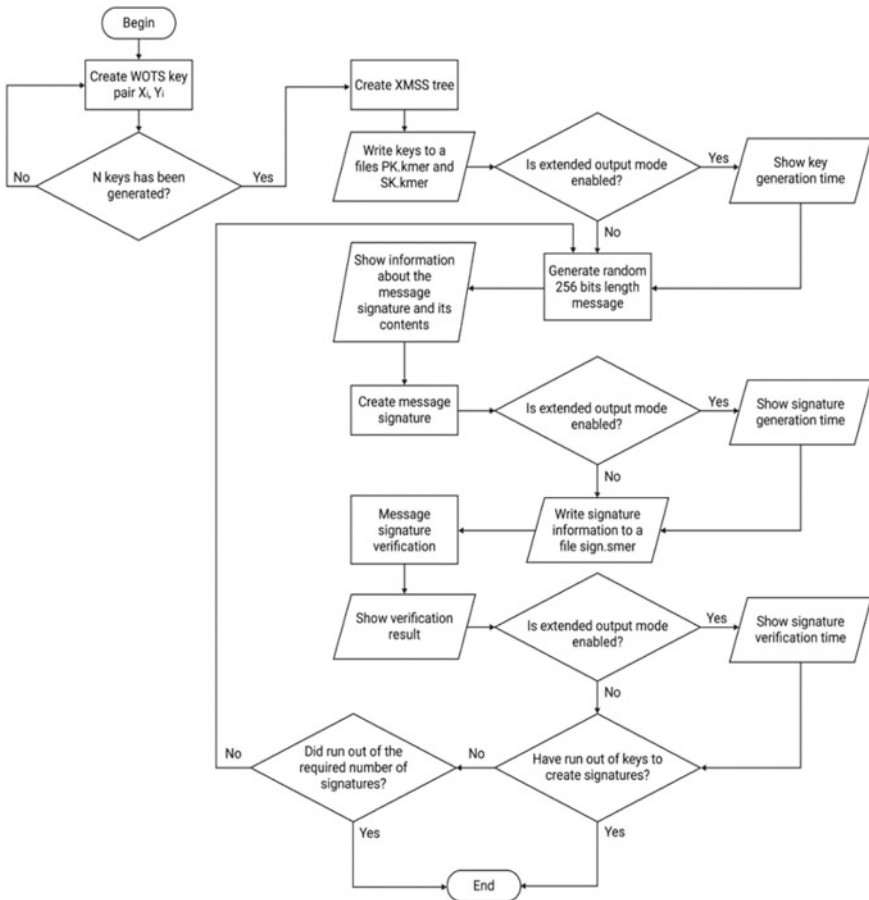 Begin
Create WOTS key
pair Xi, Yi
N keys has been
generated?
No
Yes
Create XMSS tree
Write keys to a
files PK.kmer and
SK.kmer
Is extended output mode
enabled?
Yes
Show key
generation time
No
Generate random
256 bits length
message
Show information
about the
message
signature and its
contents
Create message
signature
Is extended output mode
enabled?
Yes
Show signature
generation time
No
Write signature
information to a
file sign.smer
Message
signature
verification
Show verification
result
Is extended output mode
enabled?
Yes
Show signature
verification time
No
Have run out of keys to
create signatures?
No
Did run out of the
required number of
signatures?
No
Yes
Yes
End